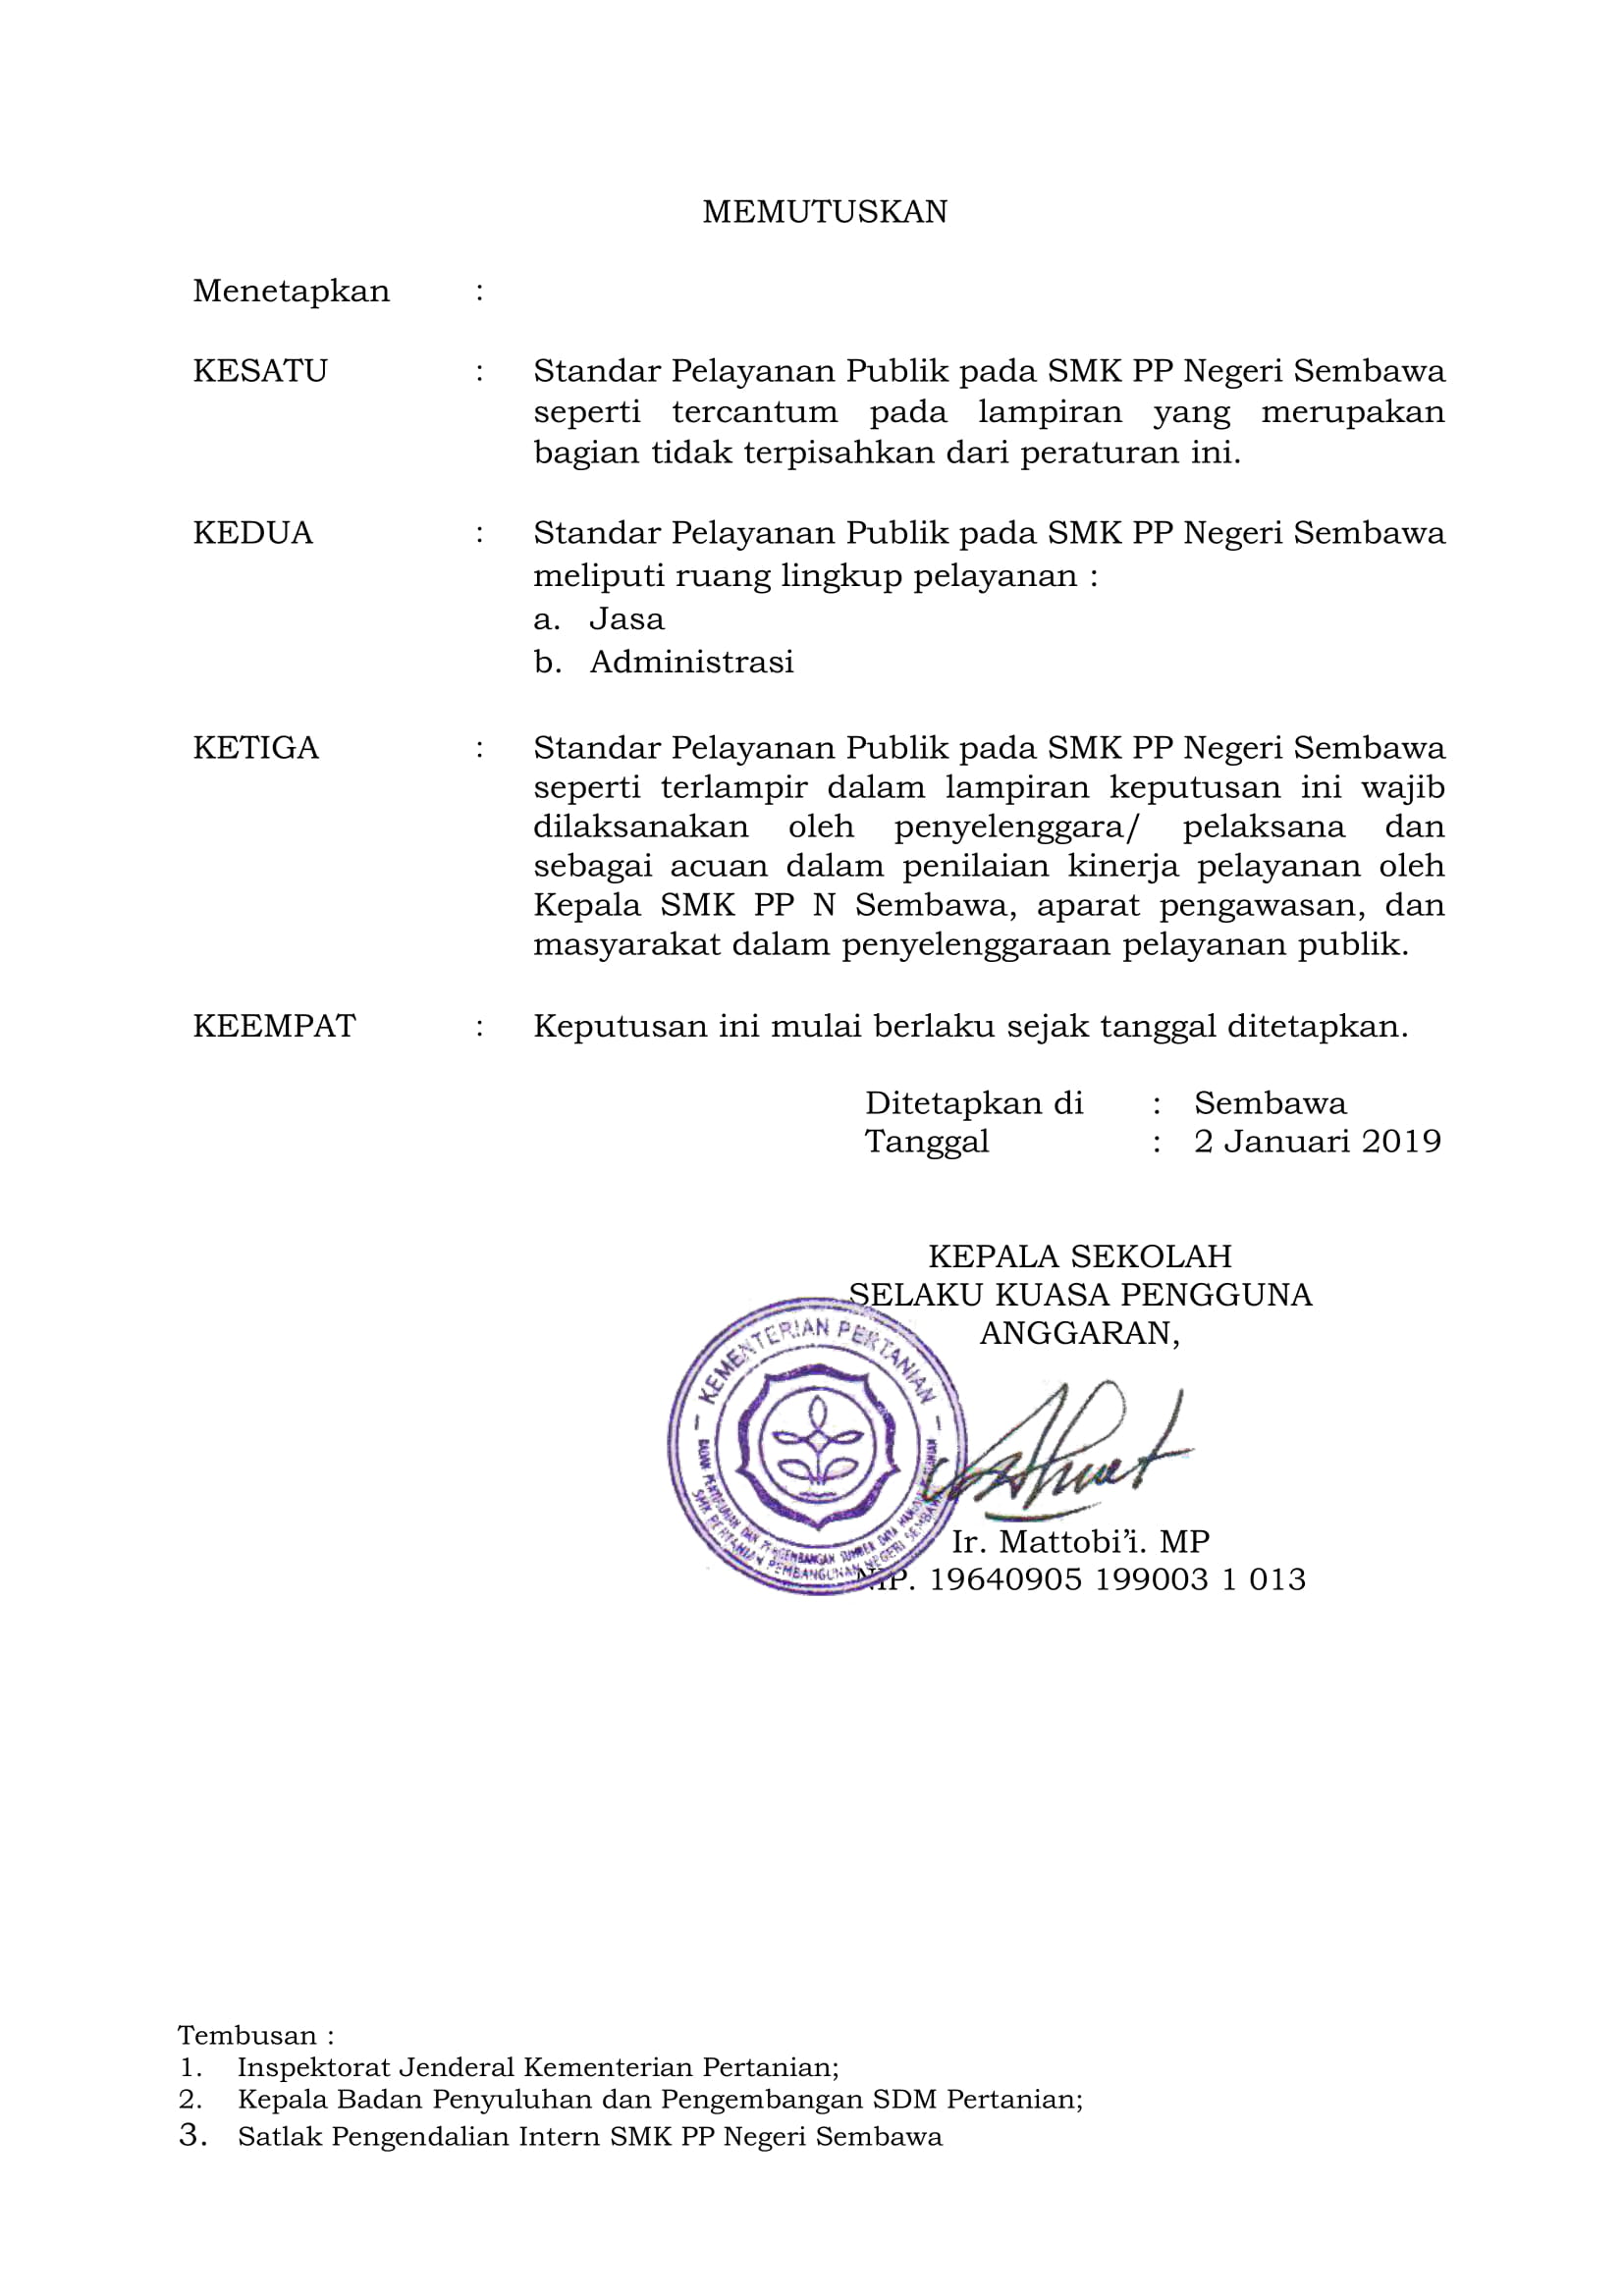 MEMUTUSKAN
Menetapkan :
KESATU : Standar Pelayanan Publik pada SMK PP Negeri Sembawa
seperti tercantum pada lampiran yang merupakan
bagian tidak terpisahkan dari peraturan ini.
KEDUA : Standar Pelayanan Publik pada SMK PP Negeri Sembawa
meliputi ruang lingkup pelayanan :
a. Jasa
b. Administrasi
KETIGA : Standar Pelayanan Publik pada SMK PP Negeri Sembawa
seperti terlampir dalam lampiran keputusan ini wajib
dilaksanakan oleh penyelenggara/ pelaksana dan
sebagai acuan dalam penilaian kinerja pelayanan oleh
Kepala SMK PP N Sembawa, aparat pengawasan, dan
masyarakat dalam penyelenggaraan pelayanan publik.
KEEMPAT : Keputusan ini mulai berlaku sejak tanggal ditetapkan.
Ditetapkan di : Sembawa
Tanggal : 2 Januari 2019
KEPALA SEKOLAH
SELAKU KUASA PENGGUNA
ANGGARAN,
KEMENTERIAN PERTANIAN
BADAN PENYULUHAN DAN PENGEMBANGAN SUMBER DAYA MANUSIA PERTANIAN
SMK PERTANIAN PEMBANGUNAN NEGERI SEMBAWA
Ir. Mattobi’i. MP
NIP. 19640905 199003 1 013
Tembusan :
1. Inspektorat Jenderal Kementerian Pertanian;
2. Kepala Badan Penyuluhan dan Pengembangan SDM Pertanian;
3. Satlak Pengendalian Intern SMK PP Negeri Sembawa